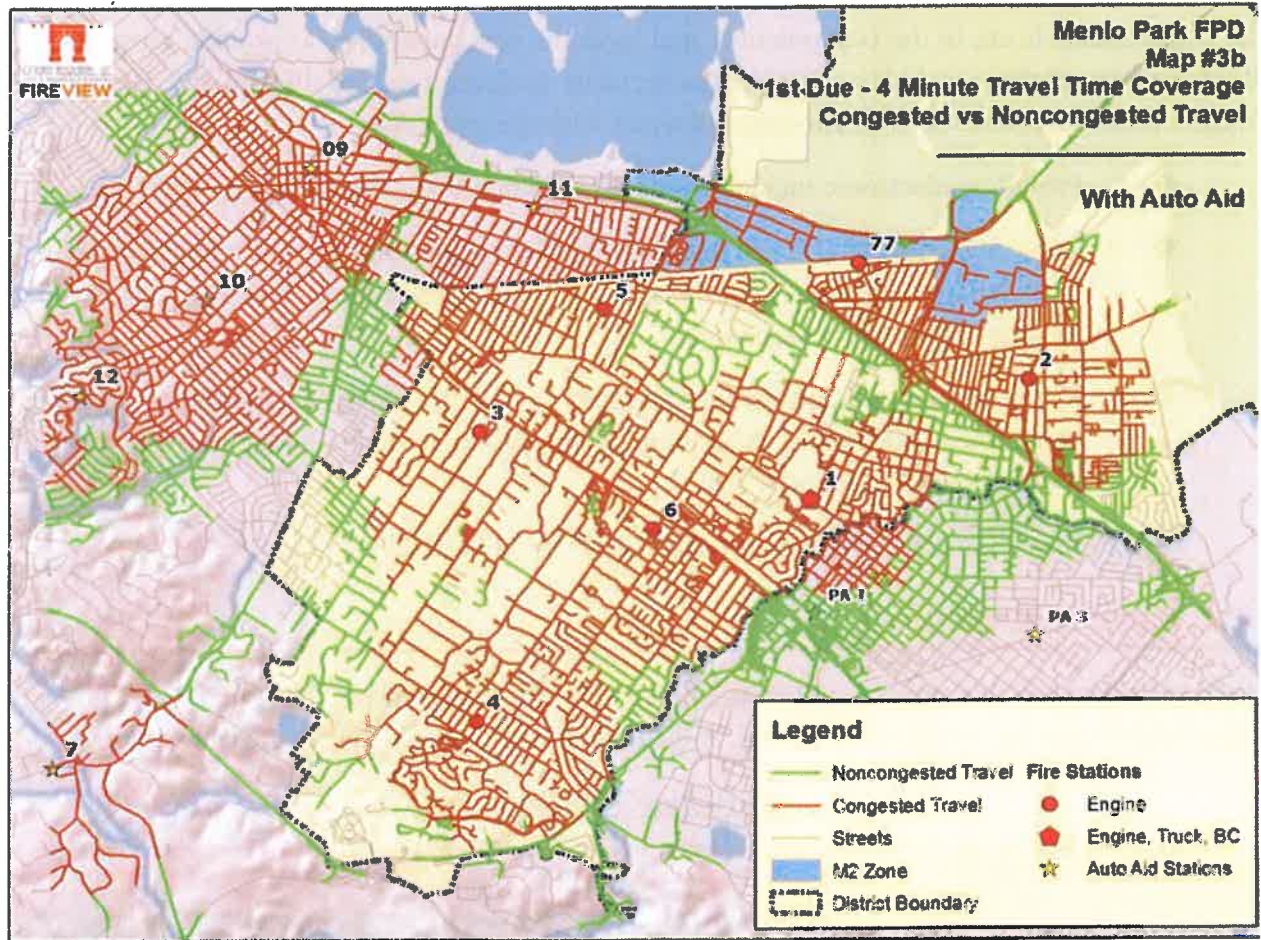 FIREVIEW
Menlo Park FPD
Map #3b
1st-Due - 4 Minute Travel Time Coverage
Congested vs Noncongested Travel
With Auto Aid
09
11
10
77
5
12
2
3
1
6
PA 1
PA 3
4
7
Legend
Noncongested Travel
Congested Travel
Streets
M2 Zone
District Boundary
Fire Stations
Engine
Engine, Truck, BC
Auto Aid Stations